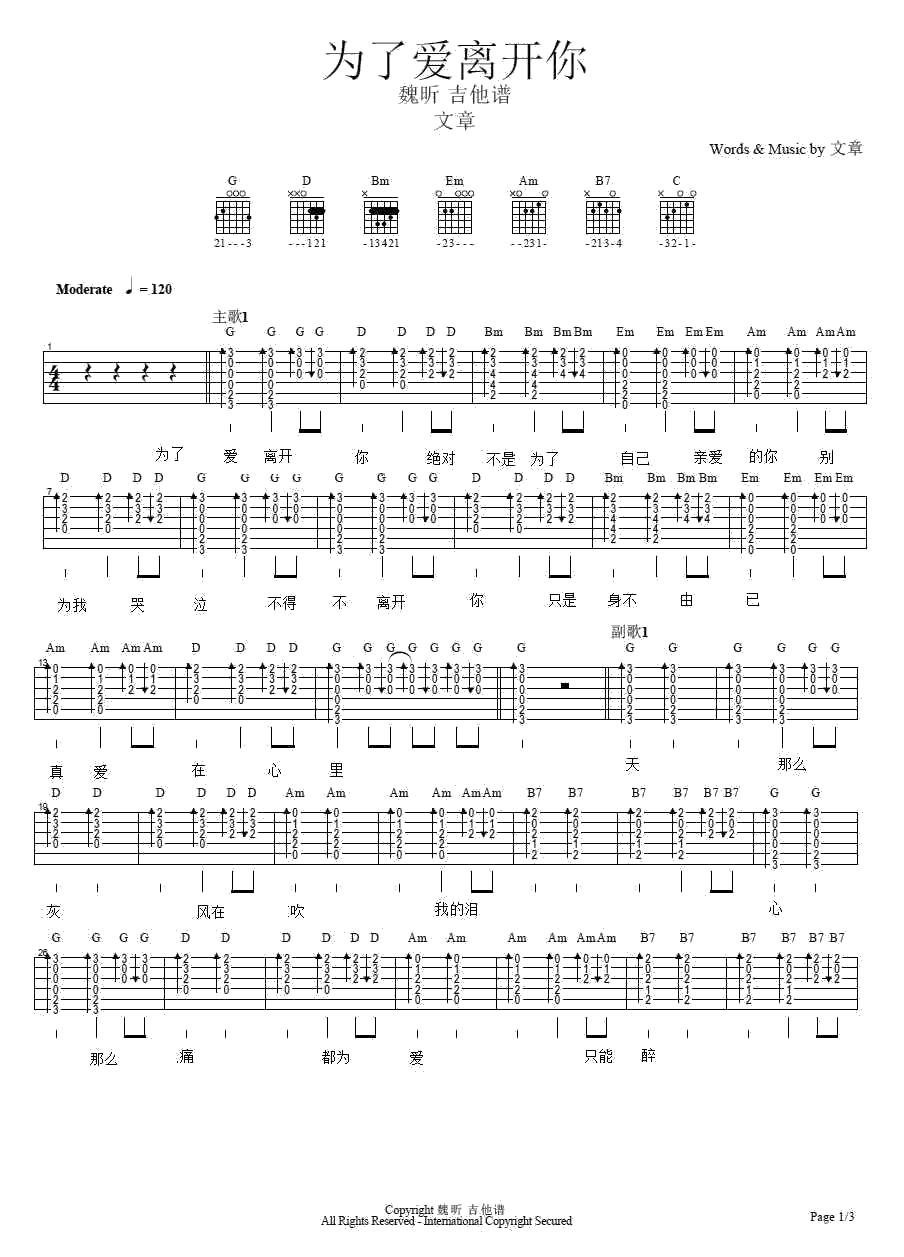 为了爱离开你
魏昕 吉他谱
文章
Words & Music by 文章
G D Bm Em Am B7 C
21---3 ---121 -13421 -23--- --231- -213-4 -32-1-
Moderate = 120
主歌1
G G G G D D D D Bm Bm Bm Bm Em Em Em Em Am Am Am Am
为了 爱 离开 你 绝对 不是 为了 自己 亲爱 的你 别
D D D D G G G G G G G G D D D D Bm Bm Bm Bm Em Em Em Em
为我 哭 泣 不得 不 离开 你 只是 身不 由 已
副歌1
Am Am Am Am D D D D G G G G G G G G G G G G G G
真 爱 在 心 里 天 那么
D D D D D D Am Am Am Am Am Am B7 B7 B7 B7 B7 B7 G G
灰 风在 吹 我的泪 心
G G G G D D D D D D Am Am Am Am Am Am B7 B7 B7 B7 B7 B7
那么 痛 都为 爱 只能 醉
Copyright 魏昕 吉他谱
All Rights Reserved - International Copyright Secured
Page 1/3